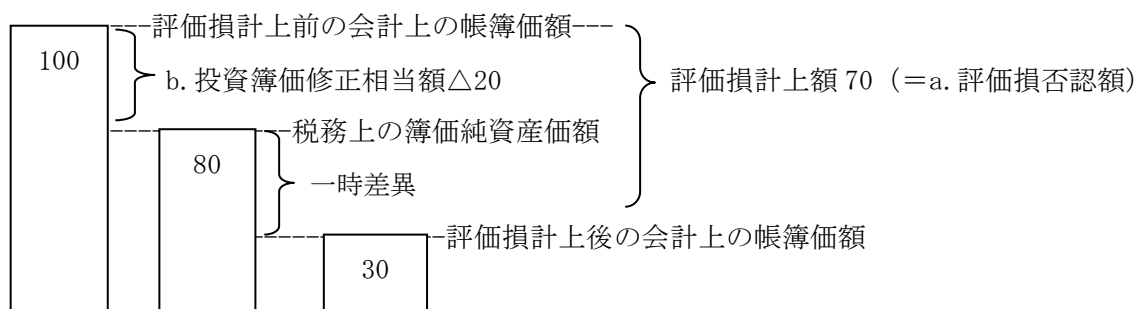 評価損計上前の会計上の帳簿価額
100
b. 投資簿価修正相当額△20
評価損計上額 70（＝a. 評価損否認額）
税務上の簿価純資産価額
80
一時差異
評価損計上後の会計上の帳簿価額
30